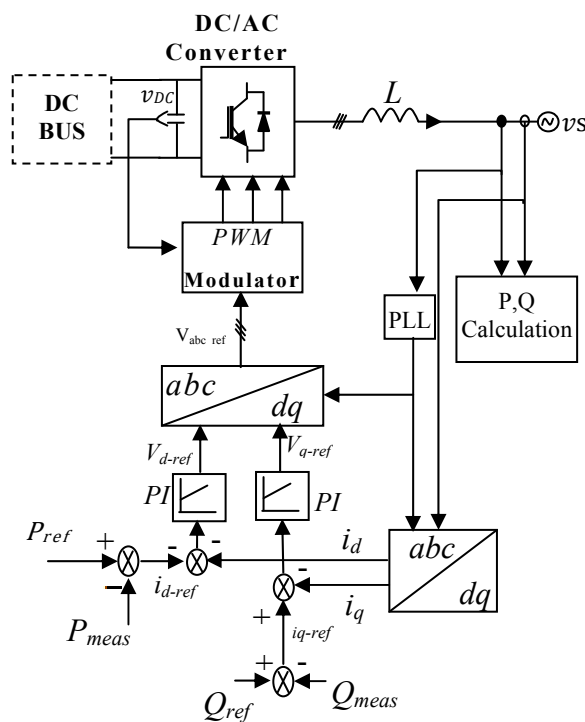 DC/AC
Converter
DC
BUS
vDC
L
vS
PWM
Modulator
PLL
P,Q
Calculation
Vabc ref
abc
dq
Vd-ref
Vq-ref
PI
PI
Pref
+
-
-
-
id
abc
dq
id-ref
Pmeas
-
iq
+
iq-ref
+
-
Qref
Qmeas